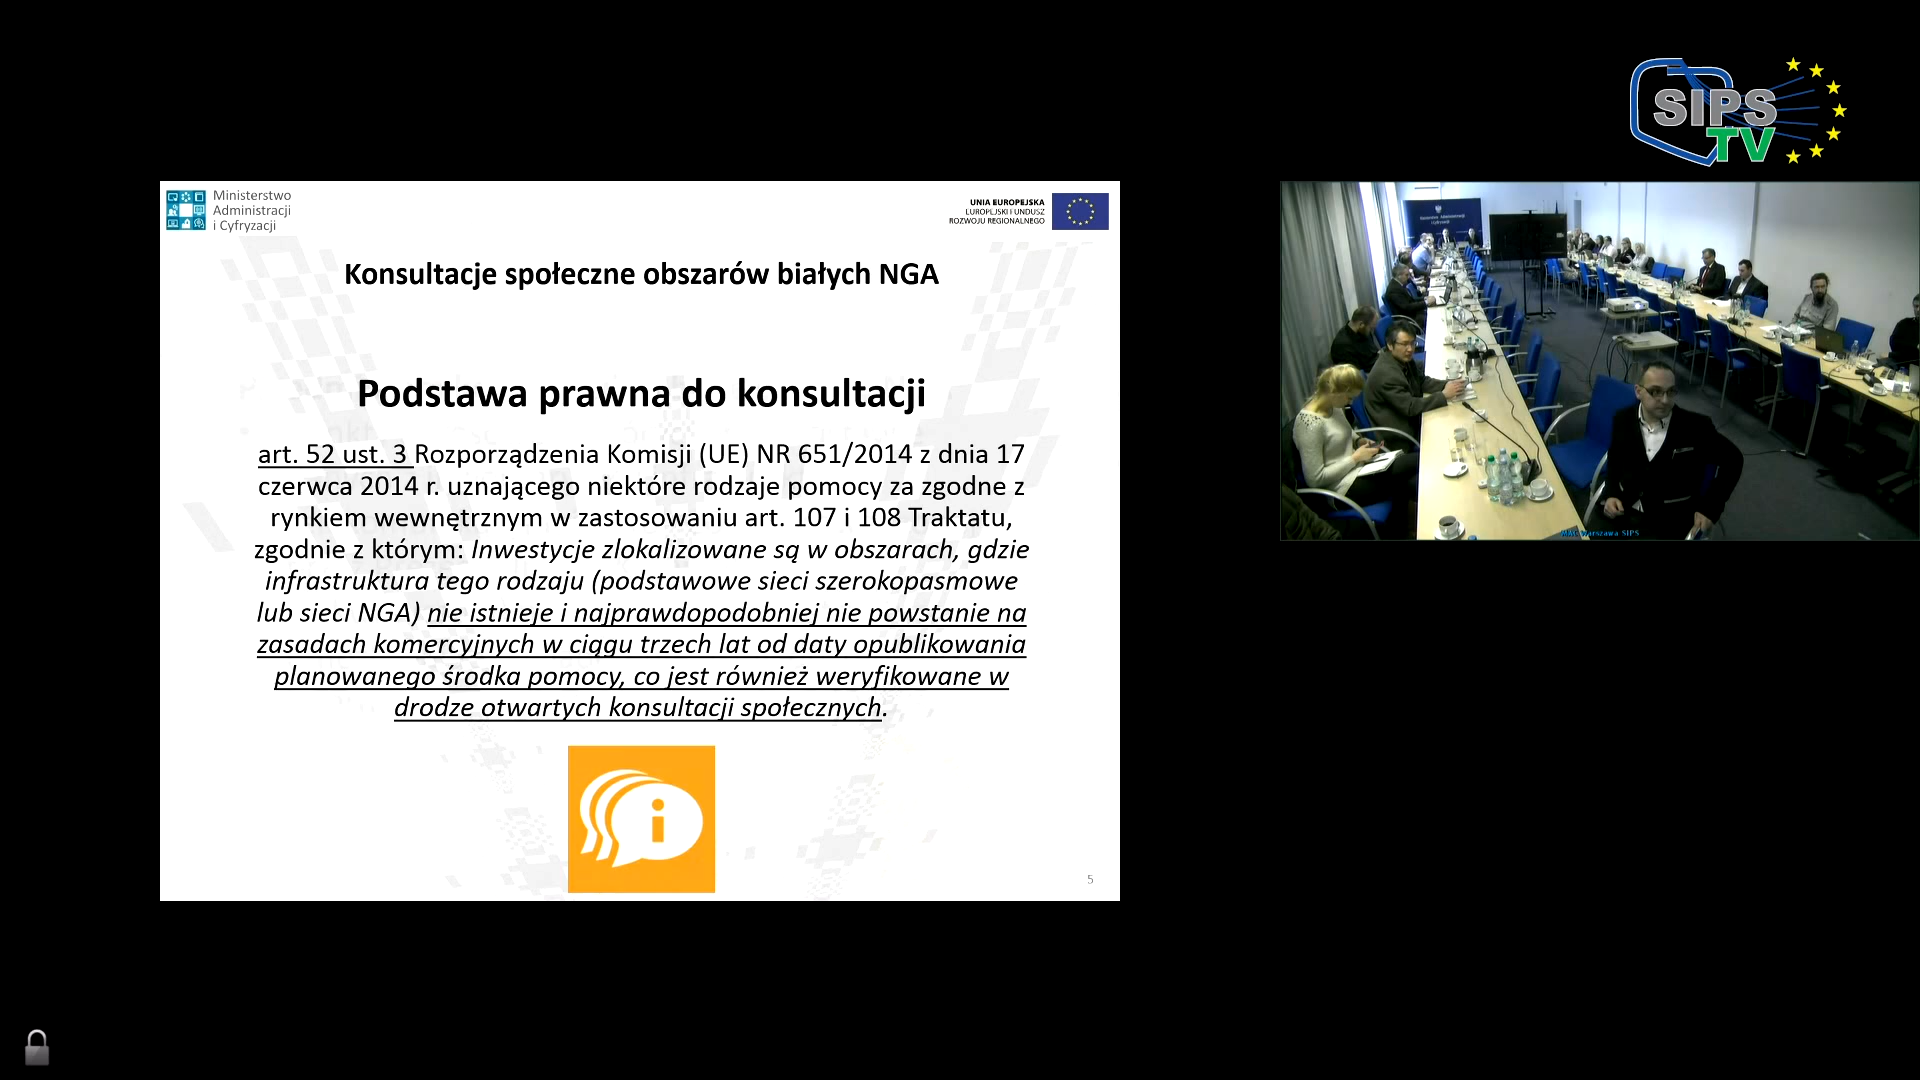 SIPS
TV
Ministerstwo
Administracji
i Cyfryzacji
UNIA EUROPEJSKA
EUROPEJSKI FUNDUSZ
ROZWOJU REGIONALNEGO
Konsultacje społeczne obszarów białych NGA
Podstawa prawna do konsultacji
art. 52 ust. 3 Rozporządzenia Komisji (UE) NR 651/2014 z dnia 17
czerwca 2014 r. uznającego niektóre rodzaje pomocy za zgodne z
rynkiem wewnętrznym w zastosowaniu art. 107 i 108 Traktatu,
zgodnie z którym: Inwestycje zlokalizowane są w obszarach, gdzie
infrastruktura tego rodzaju (podstawowe sieci szerokopasmowe
lub sieci NGA) nie istnieje i najprawdopodobniej nie powstanie na
zasadach komercyjnych w ciągu trzech lat od daty opublikowania
planowanego środka pomocy, co jest również weryfikowane w
drodze otwartych konsultacji społecznych.
5
Warszawa SIPS